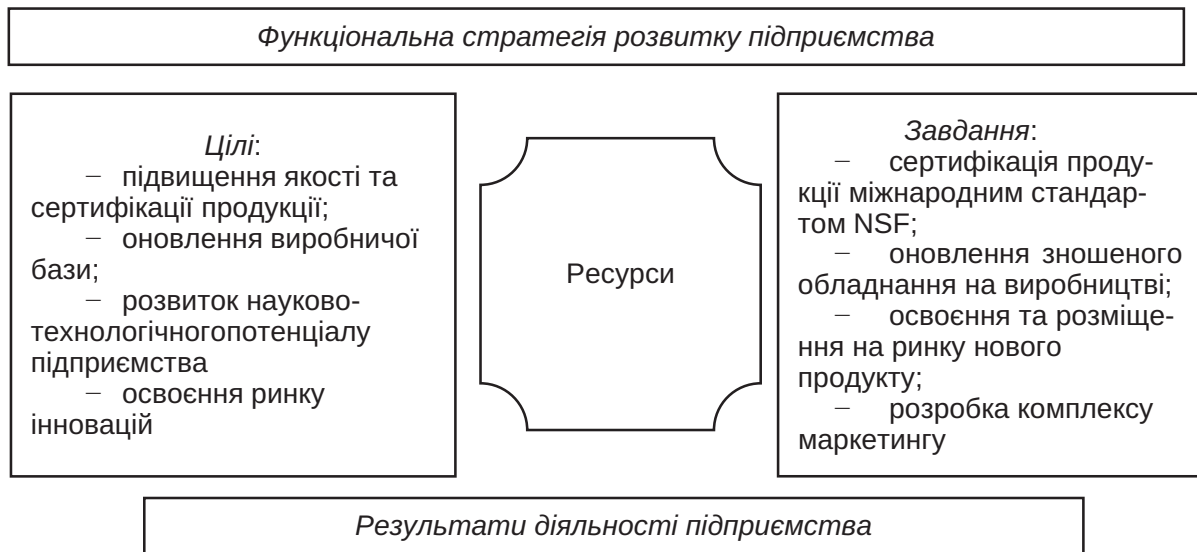 Функціональна стратегія розвитку підприємства
Цілі:
– підвищення якості та
сертифікації продукції;
– оновлення виробничої
бази;
– розвиток науково-
технологічногопотенціалу
підприємства
– освоєння ринку
інновацій
Ресурси
Завдання:
– сертифікація проду-
кції міжнародним стандар-
том NSF;
– оновлення зношеного
обладнання на виробництві;
– освоєння та розміще-
ння на ринку нового
продукту;
– розробка комплексу
маркетингу
Результати діяльності підприємства